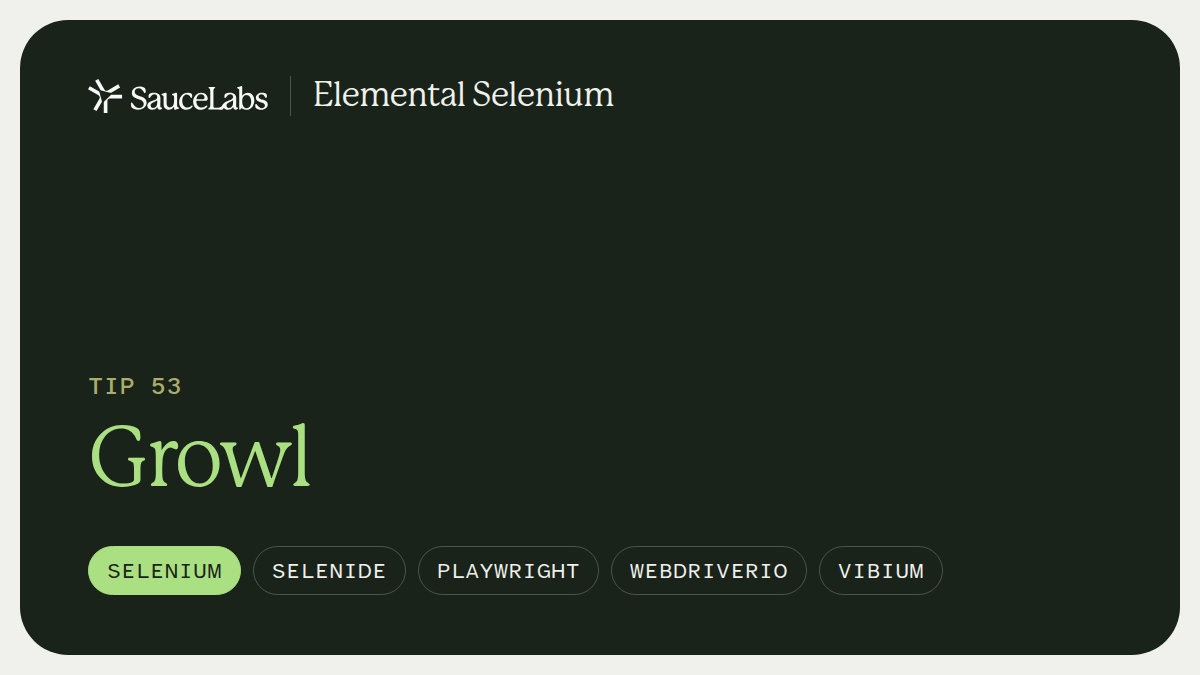 SauceLabs
Elemental Selenium
TIP 53
Growl
SELENIUM
SELENIDE
PLAYWRIGHT
WEBDRIVERIO
VIBIUM